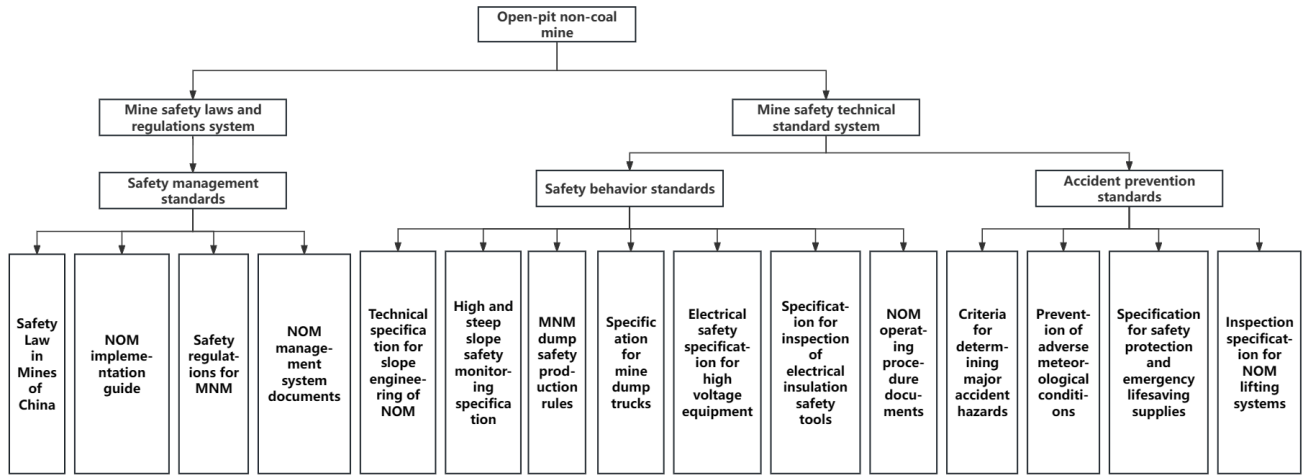 Open-pit non-coal
mine
Mine safety laws and
regulations system
Mine safety technical
standard system
Safety management
standards
Safety behavior standards
Accident prevention
standards
Safety
Law
in
Mines
of
China
NOM
impleme-
ntation
guide
Safety
regulat-
ions for
MNM
NOM
manage-
ment
system
documents
Technical
specifica
tion for
slope
enginee-
ring of
NOM
High and
steep
slope
safety
monitor-
ing
specifica
tion
MNM
dump
safety
prod-
uction
rules
Specific
ation
for
mine
dump
trucks
Electrical
safety
specificat-
ion for
high
voltage
equipment
Specificat-
ion for
inspection
of
electrical
insulation
safety
tools
NOM
operat-
ing
proce-
dure
docu-
ments
Criteria
for
determ-
ining
major
accident
hazards
Prevent-
ion of
adverse
meteor-
ological
conditi-
ons
Specification
for safety
protection
and
emergency
lifesaving
supplies
Inspection
specificat-
ion for
NOM
lifting
systems